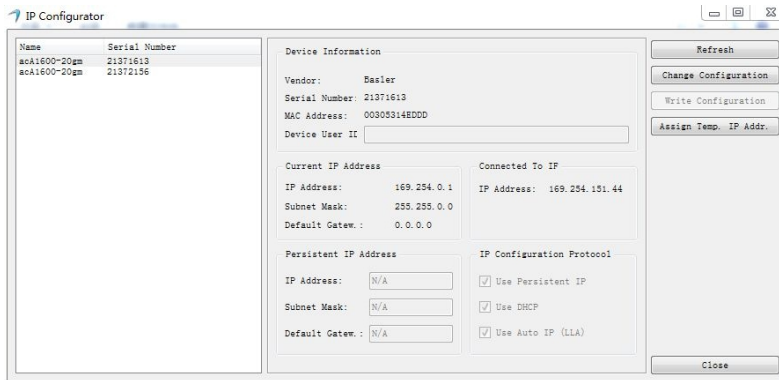 IP Configurator
Name Serial Number
acA1600-20gm 21371613
acA1600-20gm 21372156
Device Information
Vendor: Basler
Serial Number: 21371613
MAC Address: 00305314EDDD
Device User II
Current IP Address
IP Address: 169.254.0.1
Subnet Mask: 255.255.0.0
Default Gatew.: 0.0.0.0
Connected To IF
IP Address: 169.254.151.44
Persistent IP Address
IP Address: N/A
Subnet Mask: N/A
Default Gatew.: N/A
IP Configuration Protocol
Use Persistent IP
Use DHCP
Use Auto IP (LLA)
Refresh
Change Configuration
Write Configuration
Assign Temp. IP Addr.
Close